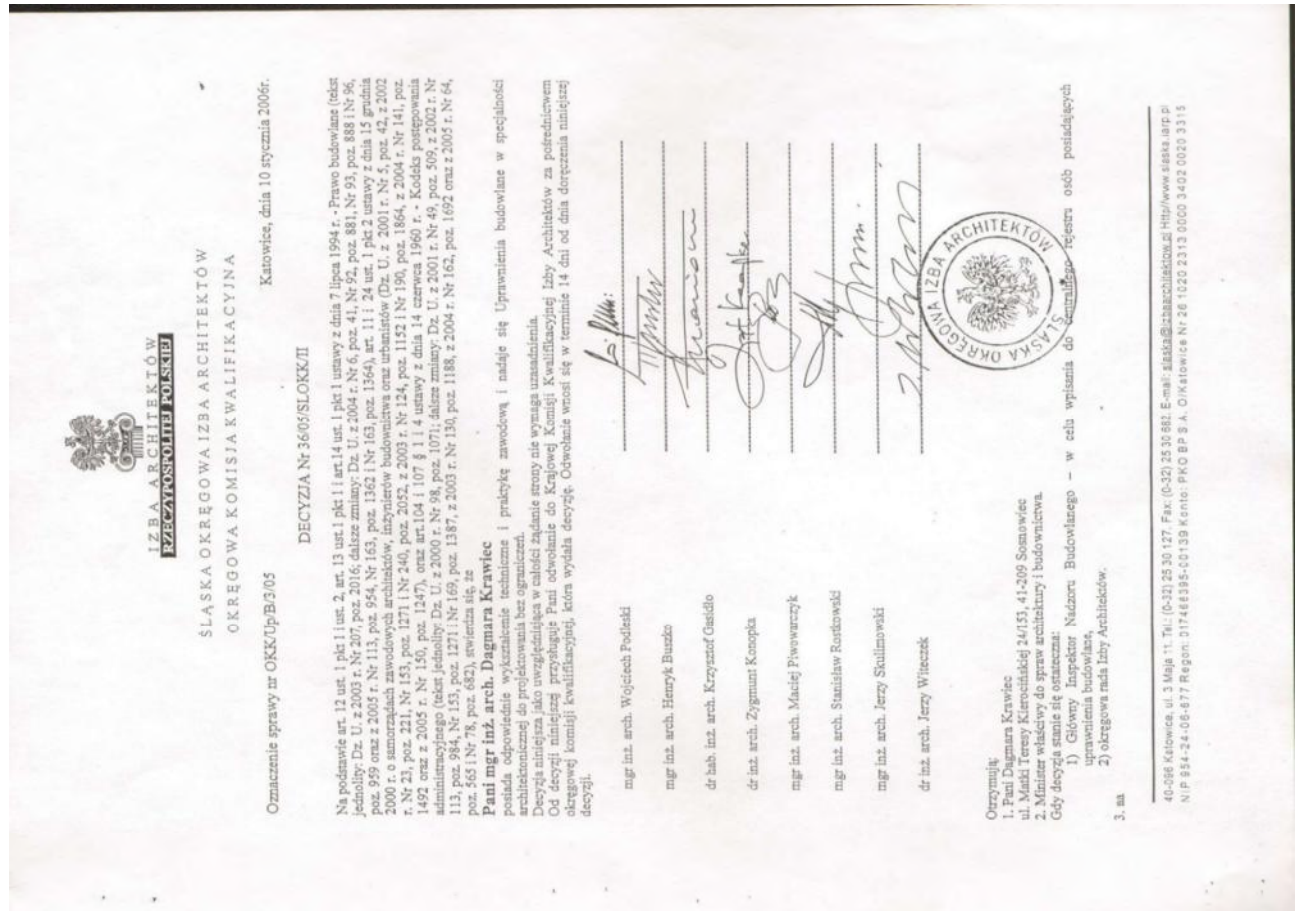 IZBA ARCHITEKTÓW
RZECZYPOSPOLITEJ POLSKIEJ
ŚLĄSKA OKRĘGOWA IZBA ARCHITEKTÓW
OKRĘGOWA KOMISJA KWALIFIKACYJNA
Oznaczenie sprawy nr OKK/Up/B/3/05 Katowice, dnia 10 stycznia 2006r.
DECYZJA Nr 36/05/SLOKK/II
Na podstawie art. 12 ust. 1 pkt 1 i ust. 2, art. 13 ust. 1 pkt 1 i art.14 ust. 1 pkt 1 ustawy z dnia 7 lipca 1994 r. - Prawo budowlane (tekst
jednolity: Dz. U. z 2003 r. Nr 207, poz. 2016; dalsze zmiany: Dz. U. z 2004 r. Nr 6, poz. 41, Nr 92, poz. 881, Nr 93, poz. 888 i Nr 96,
poz. 959 oraz z 2005 r. Nr 113, poz. 954, Nr 163, poz. 1362 i Nr 163, poz. 1364), art. 11 i 24 ust. 1 pkt 2 ustawy z dnia 15 grudnia
2000 r. o samorządach zawodowych architektów, inżynierów budownictwa oraz urbanistów (Dz. U. z 2001 r. Nr 5, poz. 42, z 2002
r. Nr 23, poz. 221, Nr 153, poz. 1271 i Nr 240, poz. 2052, z 2003 r. Nr 124, poz. 1152 i Nr 190, poz. 1864, z 2004 r. Nr 141, poz.
1492 oraz z 2005 r. Nr 150, poz. 1247), oraz art.104 i 107 § 1 i 4 ustawy z dnia 14 czerwca 1960 r. - Kodeks postępowania
administracyjnego (tekst jednolity: Dz. U. z 2000 r. Nr 98, poz. 1071; dalsze zmiany: Dz. U. z 2001 r. Nr 49, poz. 509, z 2002 r. Nr
113, poz. 984, Nr 153, poz. 1271 i Nr 169, poz. 1387, z 2003 r. Nr 130, poz. 1188, z 2004 r. Nr 162, poz. 1692 oraz z 2005 r. Nr 64,
poz. 565 i Nr 78, poz. 682), stwierdza się, że
Pani mgr inż. arch. Dagmara Krawiec
posiada odpowiednie wykształcenie techniczne i praktykę zawodową i nadaje się Uprawnienia budowlane w specjalności
architektonicznej do projektowania bez ograniczeń.
Decyzja niniejsza jako uwzględniająca w całości żądanie strony nie wymaga uzasadnienia.
Od decyzji niniejszej przysługuje Pani odwołanie do Krajowej Komisji Kwalifikacyjnej Izby Architektów za pośrednictwem
okręgowej komisji kwalifikacyjnej, która wydała decyzję. Odwołanie wnosi się w terminie 14 dni od dnia doręczenia niniejszej
decyzji.
mgr inż. arch. Wojciech Podleski
mgr inż. arch. Henryk Buszko
dr hab. inż. arch. Krzysztof Gasidło
dr inż. arch. Zygmunt Konopka
mgr inż. arch. Maciej Piwowarczyk
mgr inż. arch. Stanisław Rostkowski
mgr inż. arch. Jerzy Skulimowski
dr inż. arch. Jerzy Witeczek
ŚLĄSKA OKRĘGOWA IZBA ARCHITEKTÓW
Otrzymują:
1. Pani Dagmara Krawiec
ul. Matki Teresy Kierocińskiej 24/153, 41-209 Sosnowiec
2. Minister właściwy do spraw architektury i budownictwa.
Gdy decyzja stanie się ostateczna:
1) Główny Inspektor Nadzoru Budowlanego – w celu wpisania do centralnego rejestru osób posiadających
uprawnienia budowlane,
2) okręgowa rada Izby Architektów.
3. aa
40-096 Katowice, ul. 3 Maja 11, Tel.: (0-32) 25 30 127, Fax: (0-32) 25 30 682, E-mail: slaska@izbaarchitektow.pl Http//www.slaska.iarp.pl
NIP 954-24-06-677 Regon: 017466395-00139 Konto: PKO BP S.A. O/Katowice Nr 26 1020 2313 0000 3402 0020 3315